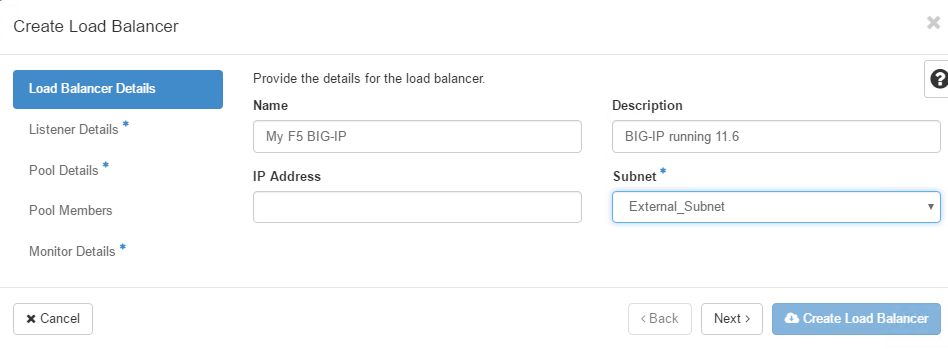 Create Load Balancer
×
Load Balancer Details
Listener Details *
Pool Details *
Pool Members
Monitor Details *
Provide the details for the load balancer.
Name
My F5 BIG-IP
Description
BIG-IP running 11.6
IP Address
Subnet *
External_Subnet
?
× Cancel
< Back
Next >
Create Load Balancer